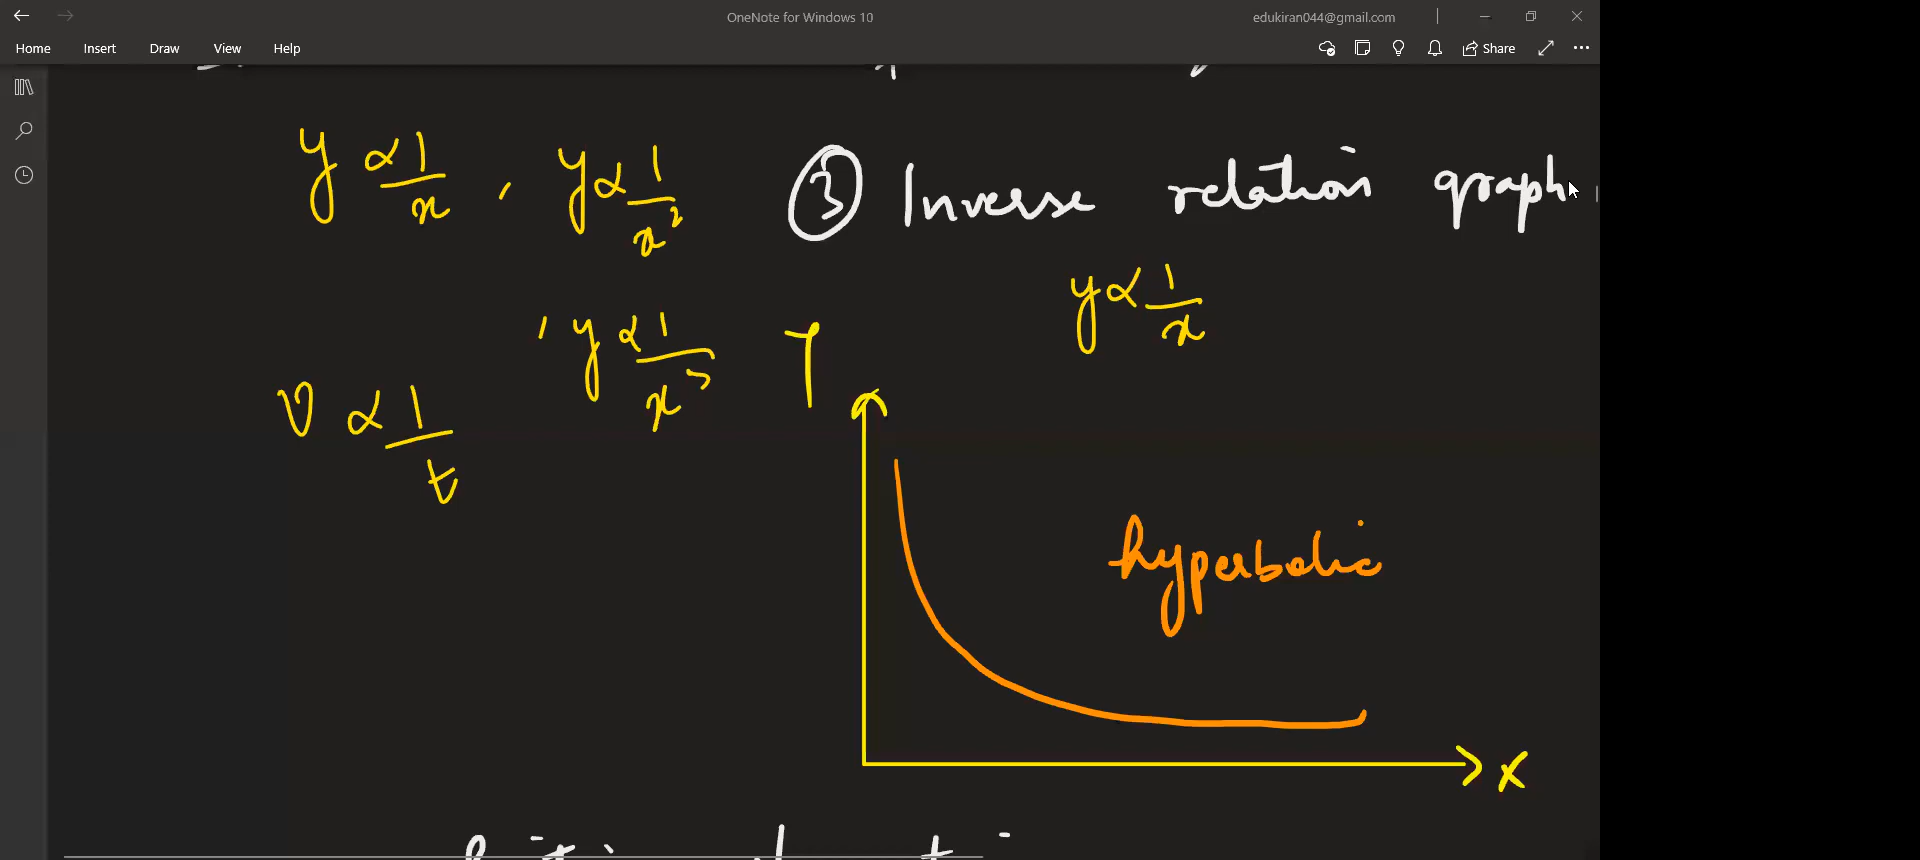 OneNote for Windows 10
edukiran044@gmail.com
Home Insert Draw View Help
Share
y ∝ 1/x , y ∝ 1/x²
③ Inverse relation graph
y ∝ 1/x
, y ∝ 1/x³
v ∝ 1/t
Y
hyperbolic
X